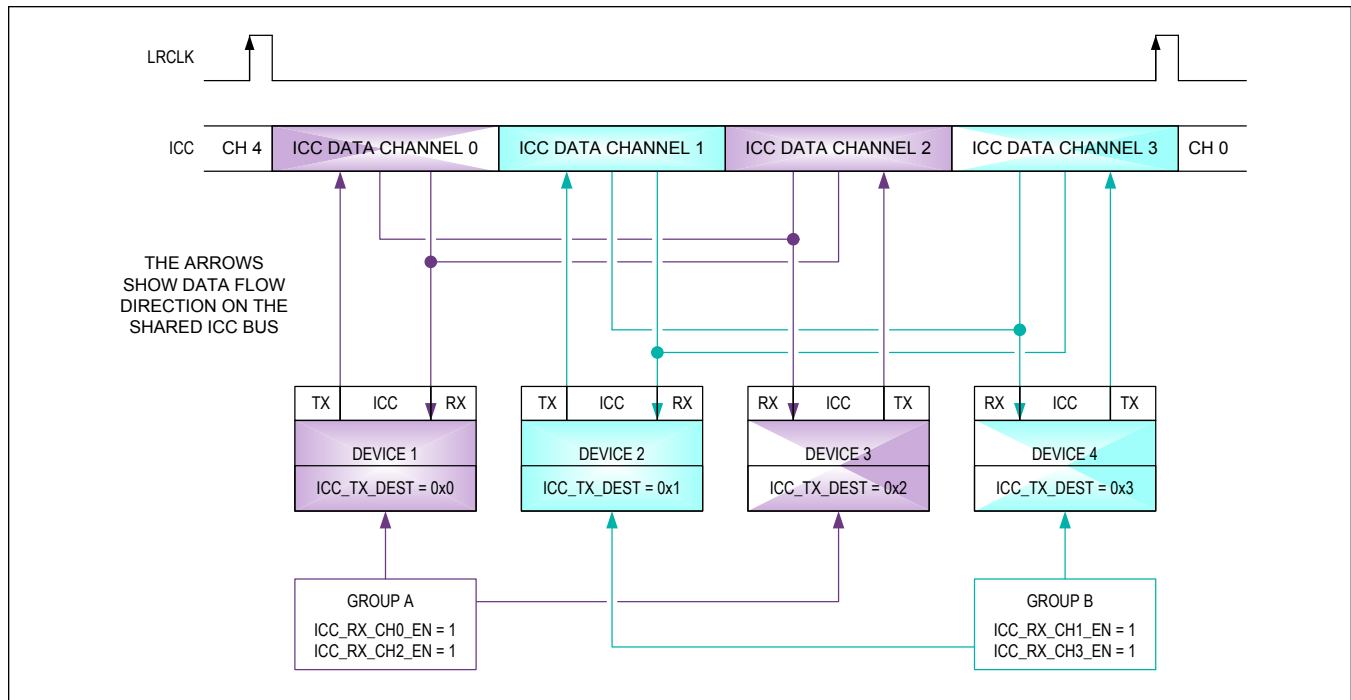 LRCLK
ICC
CH 4
ICC DATA CHANNEL 0
ICC DATA CHANNEL 1
ICC DATA CHANNEL 2
ICC DATA CHANNEL 3
CH 0
THE ARROWS
SHOW DATA FLOW
DIRECTION ON THE
SHARED ICC BUS
TX ICC RX
TX ICC RX
RX ICC TX
RX ICC TX
DEVICE 1
ICC_TX_DEST = 0x0
DEVICE 2
ICC_TX_DEST = 0x1
DEVICE 3
ICC_TX_DEST = 0x2
DEVICE 4
ICC_TX_DEST = 0x3
GROUP A
ICC_RX_CH0_EN = 1
ICC_RX_CH2_EN = 1
GROUP B
ICC_RX_CH1_EN = 1
ICC_RX_CH3_EN = 1